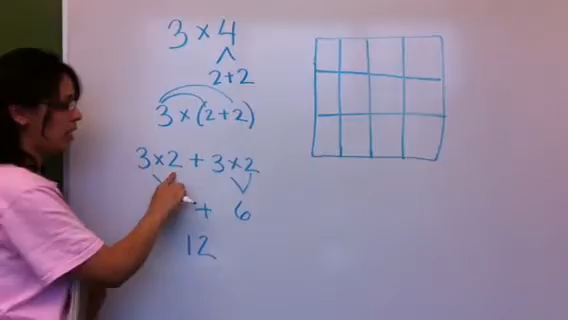 3 × 4
2 + 2
3 × (2 + 2)
3 × 2 + 3 × 2
+ 6
12